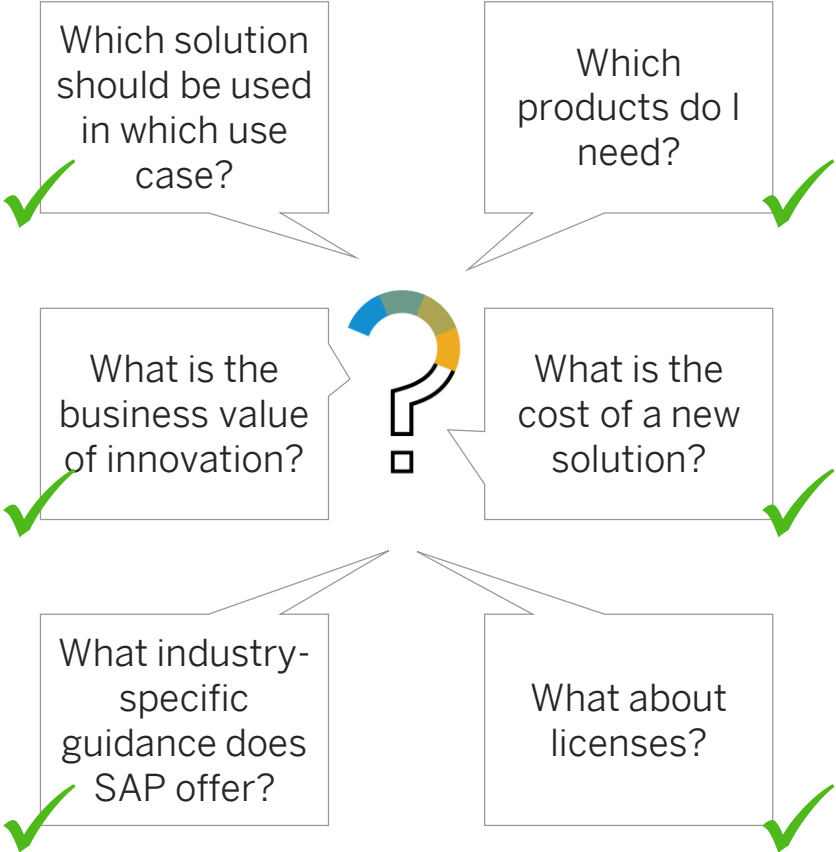 Which solution
should be used
in which use
case?
Which
products do I
need?
What is the
business value
of innovation?
What is the
cost of a new
solution?
What industry-
specific
guidance does
SAP offer?
What about
licenses?